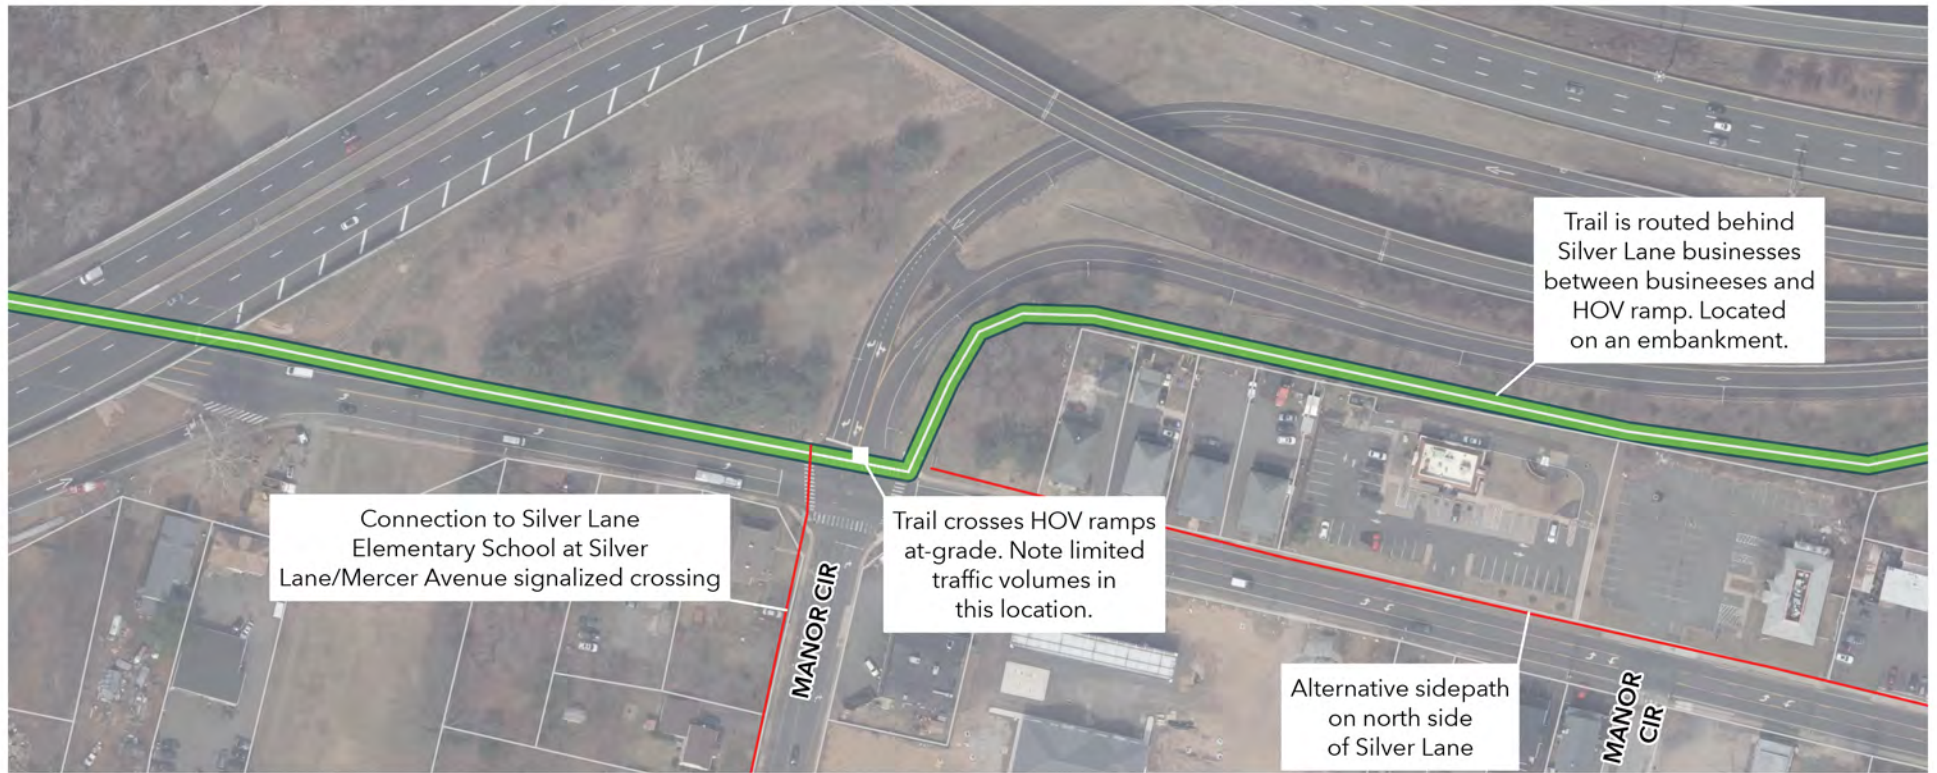 Trail is routed behind
Silver Lane businesses
between busineeses and
HOV ramp. Located
on an embankment.
Connection to Silver Lane
Elementary School at Silver
Lane/Mercer Avenue signalized crossing
Trail crosses HOV ramps
at-grade. Note limited
traffic volumes in
this location.
MANOR CIR
Alternative sidepath
on north side
of Silver Lane
MANOR
CIR